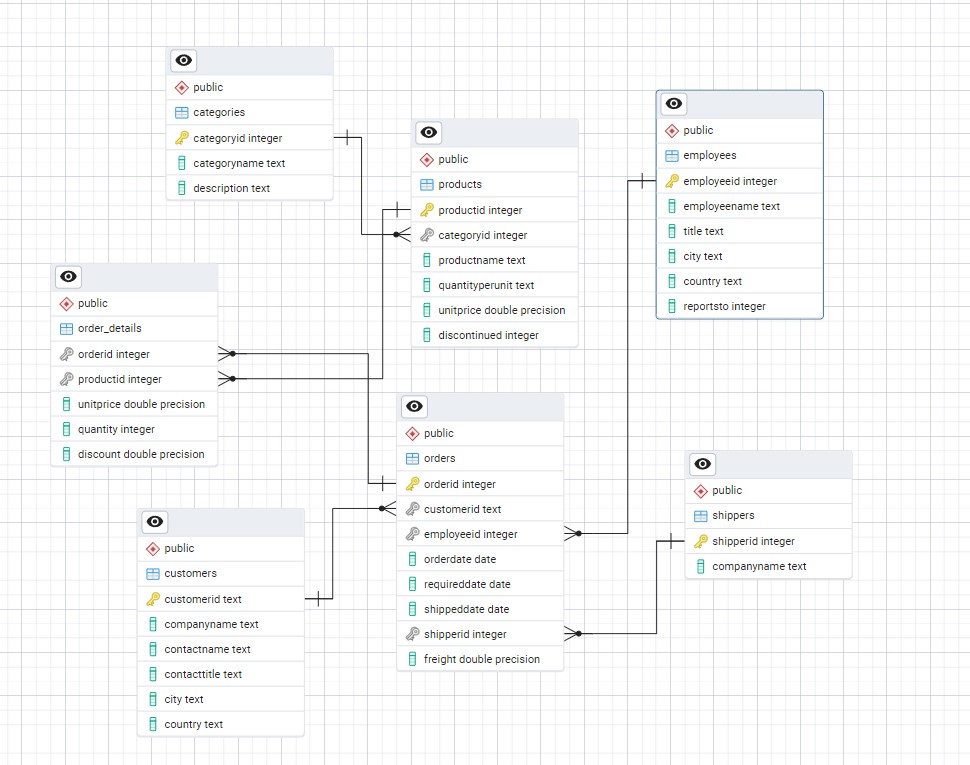 public
categories
categoryid integer
categoryname text
description text
public
products
productid integer
categoryid integer
productname text
quantityperunit text
unitprice double precision
discontinued integer
public
employees
employeeid integer
employeename text
title text
city text
country text
reportsto integer
public
order_details
orderid integer
productid integer
unitprice double precision
quantity integer
discount double precision
public
orders
orderid integer
customerid text
employeeid integer
orderdate date
requireddate date
shippeddate date
shipperid integer
freight double precision
public
shippers
shipperid integer
companyname text
public
customers
customerid text
companyname text
contactname text
contacttitle text
city text
country text